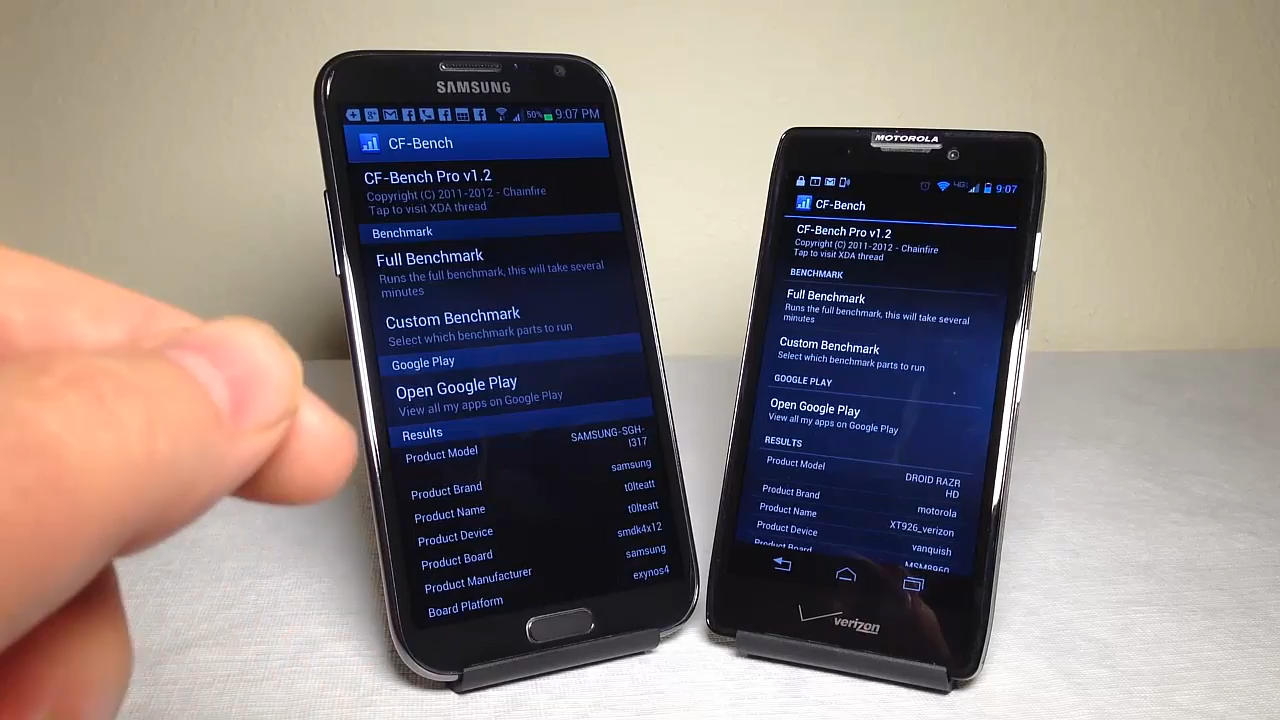 SAMSUNG
50% 9:07 PM
CF-Bench
CF-Bench Pro v1.2
Copyright (C) 2011-2012 - Chainfire
Tap to visit XDA thread
Benchmark
Full Benchmark
Runs the full benchmark, this will take several
minutes
Custom Benchmark
Select which benchmark parts to run
Google Play
Open Google Play
View all my apps on Google Play
Results
Product Model SAMSUNG-SGH-
I317
Product Brand samsung
Product Name t0lteatt
Product Device t0lteatt
Product Board smdk4x12
Product Manufacturer samsung
Board Platform exynos4
MOTOROLA
4G 9:07
CF-Bench
CF-Bench Pro v1.2
Copyright (C) 2011-2012 - Chainfire
Tap to visit XDA thread
BENCHMARK
Full Benchmark
Runs the full benchmark, this will take several
minutes
Custom Benchmark
Select which benchmark parts to run
GOOGLE PLAY
Open Google Play
View all my apps on Google Play
RESULTS
Product Model DROID RAZR
HD
Product Brand motorola
Product Name XT926_verizon
Product Device vanquish
Product Board MSM8960
verizon